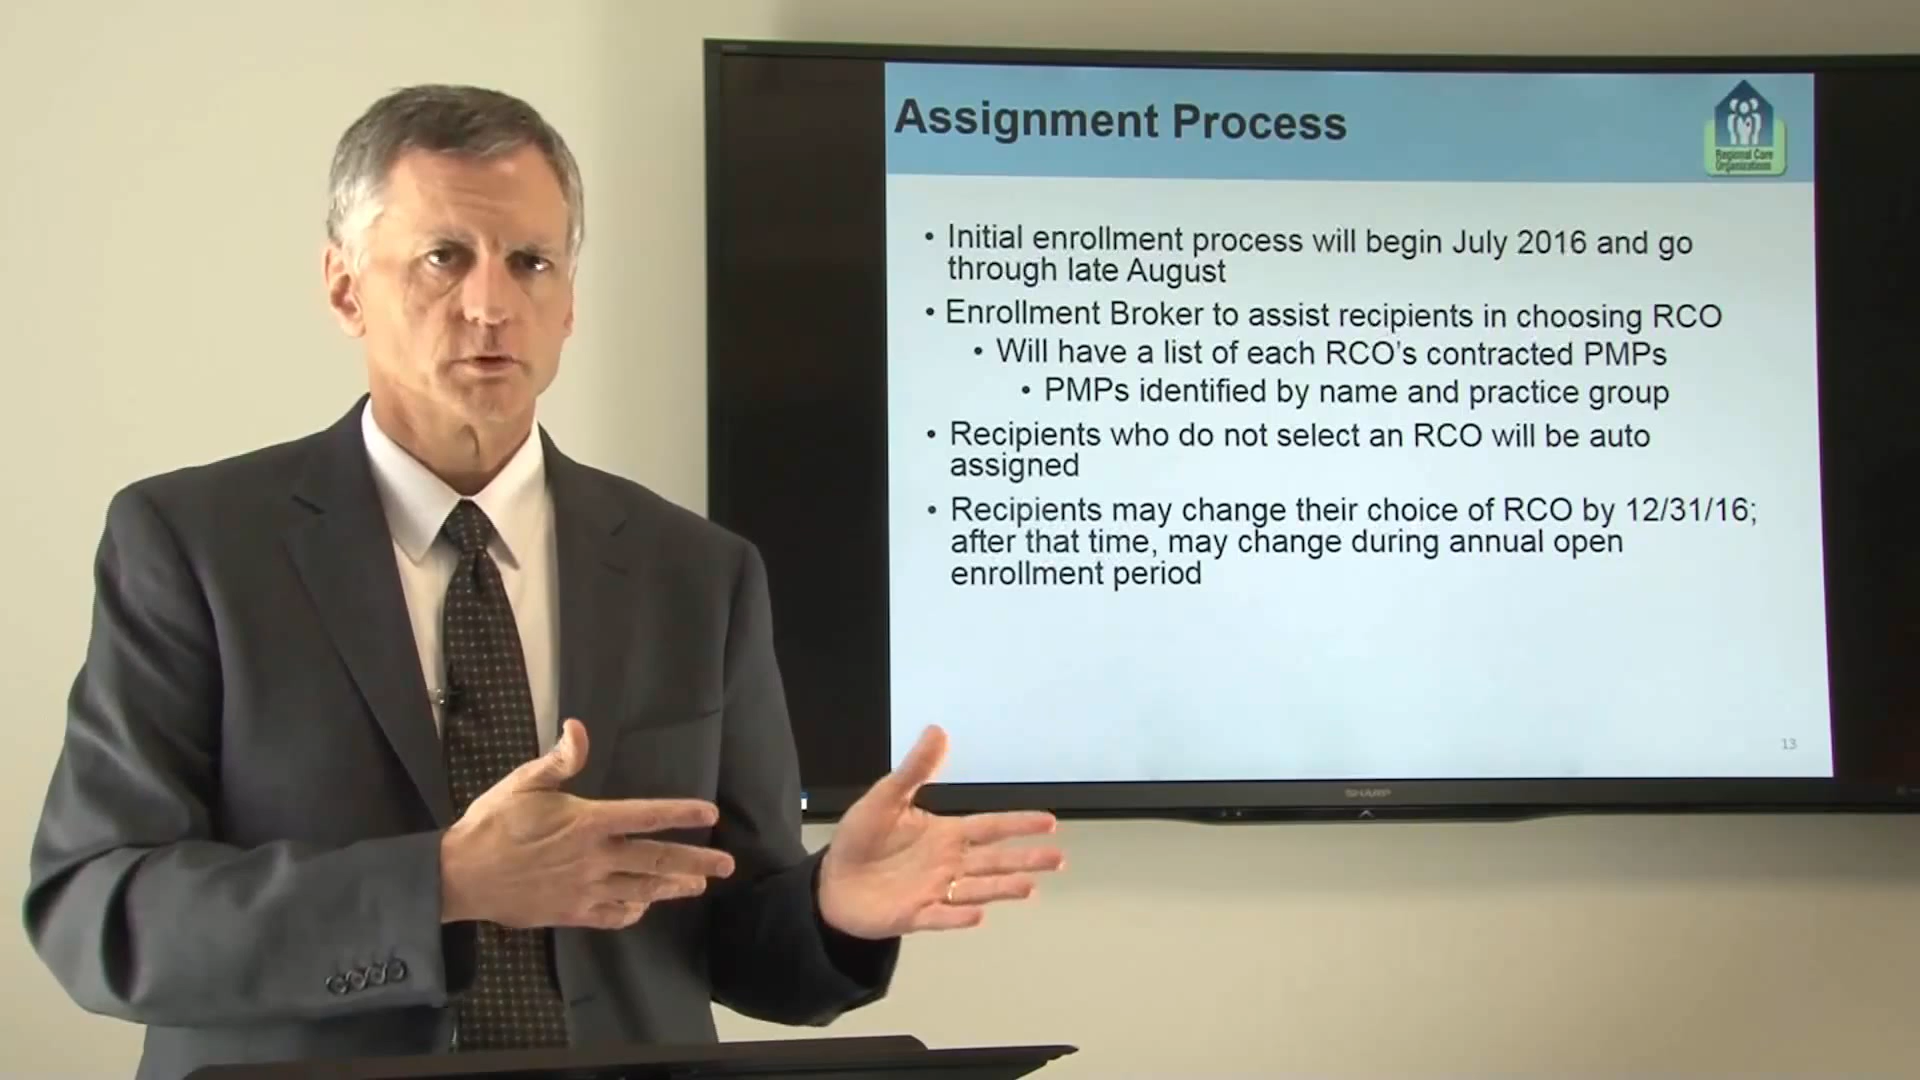 Assignment Process
Regional Care
Organizations
• Initial enrollment process will begin July 2016 and go
through late August
• Enrollment Broker to assist recipients in choosing RCO
• Will have a list of each RCO's contracted PMPs
• PMPs identified by name and practice group
• Recipients who do not select an RCO will be auto
assigned
• Recipients may change their choice of RCO by 12/31/16;
after that time, may change during annual open
enrollment period
13
SHARP